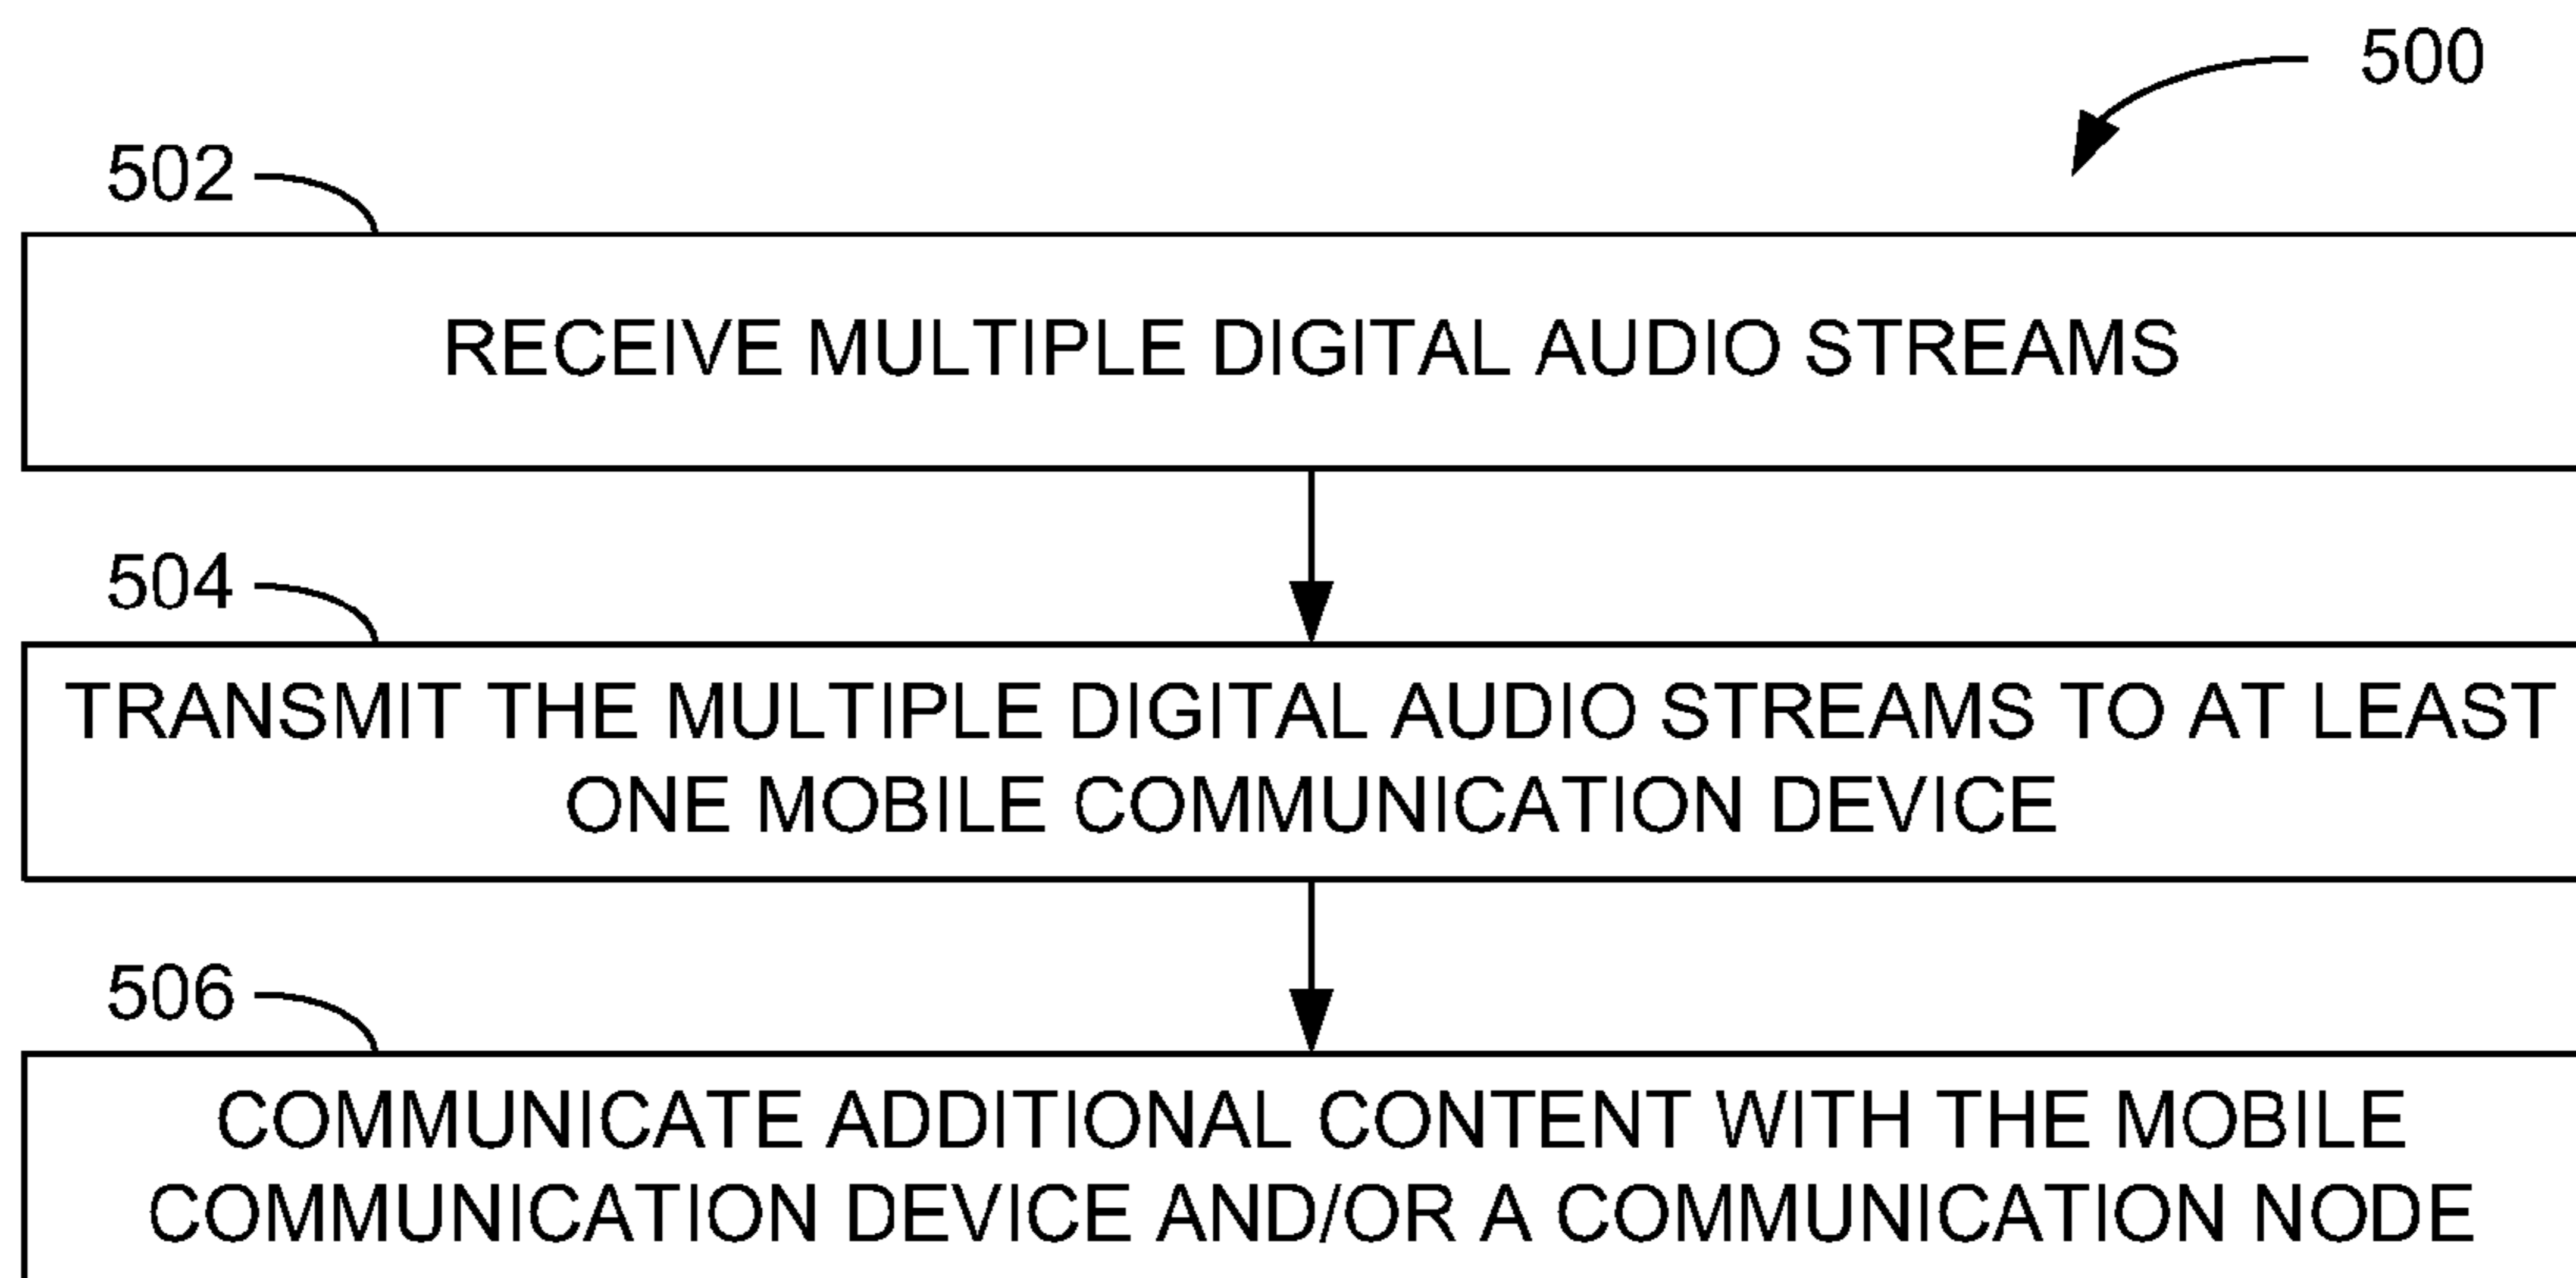 500
502
RECEIVE MULTIPLE DIGITAL AUDIO STREAMS
504
TRANSMIT THE MULTIPLE DIGITAL AUDIO STREAMS TO AT LEAST
ONE MOBILE COMMUNICATION DEVICE
506
COMMUNICATE ADDITIONAL CONTENT WITH THE MOBILE
COMMUNICATION DEVICE AND/OR A COMMUNICATION NODE